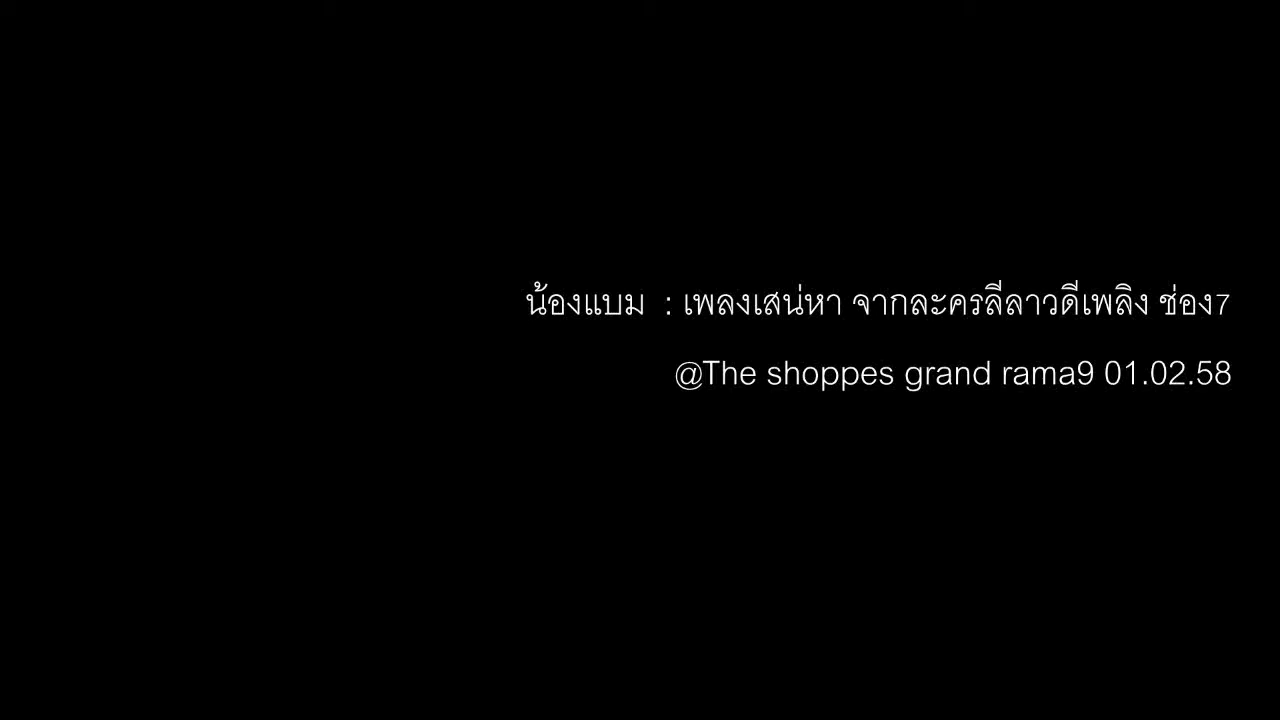 น้องแบม : เพลงเสน่หา จากละครลีลาวดีเพลิง ช่อง7
@The shoppes grand rama9 01.02.58